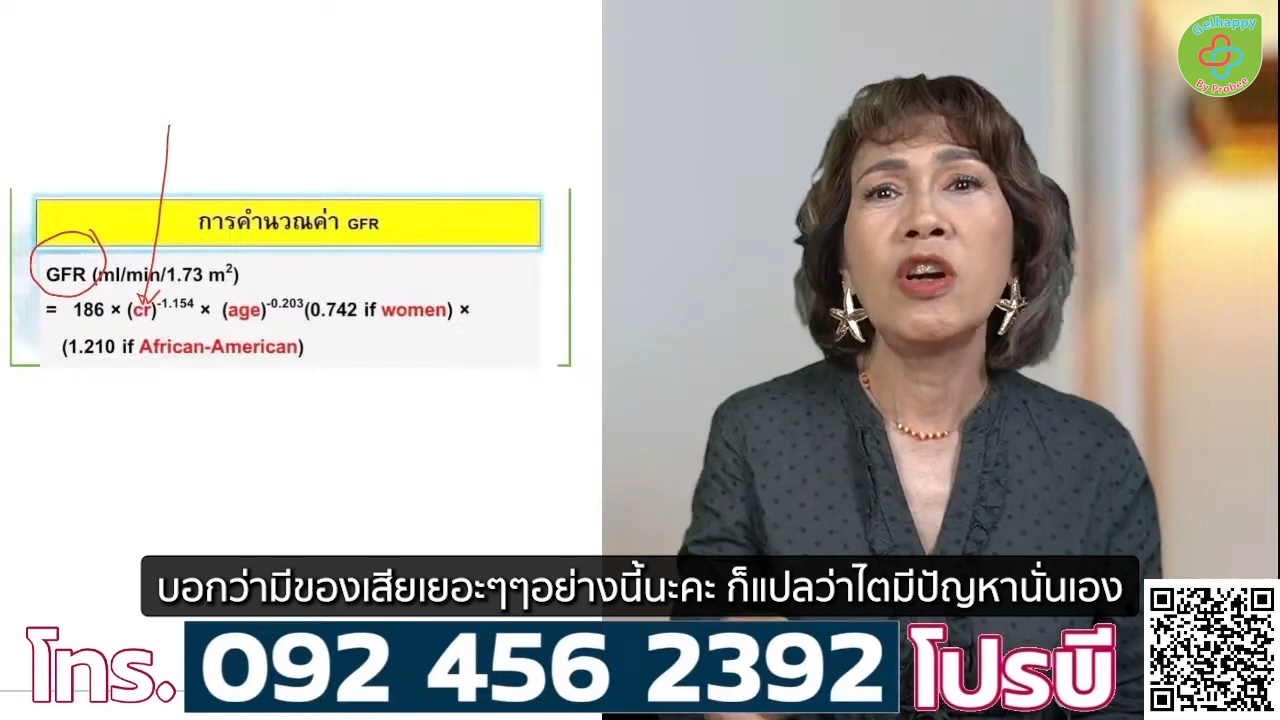 Gelhappy
By Probee
การคำนวณค่า GFR
GFR (ml/min/1.73 m²)
= 186 × (cr)⁻¹·¹⁵⁴ × (age)⁻⁰·²⁰³(0.742 if women) ×
(1.210 if African-American)
บอกว่ามีของเสียเยอะๆๆอย่างนี้นะคะ ก็แปลว่าไตมีปัญหานั่นเอง
โทร. 092 456 2392 โปรบี